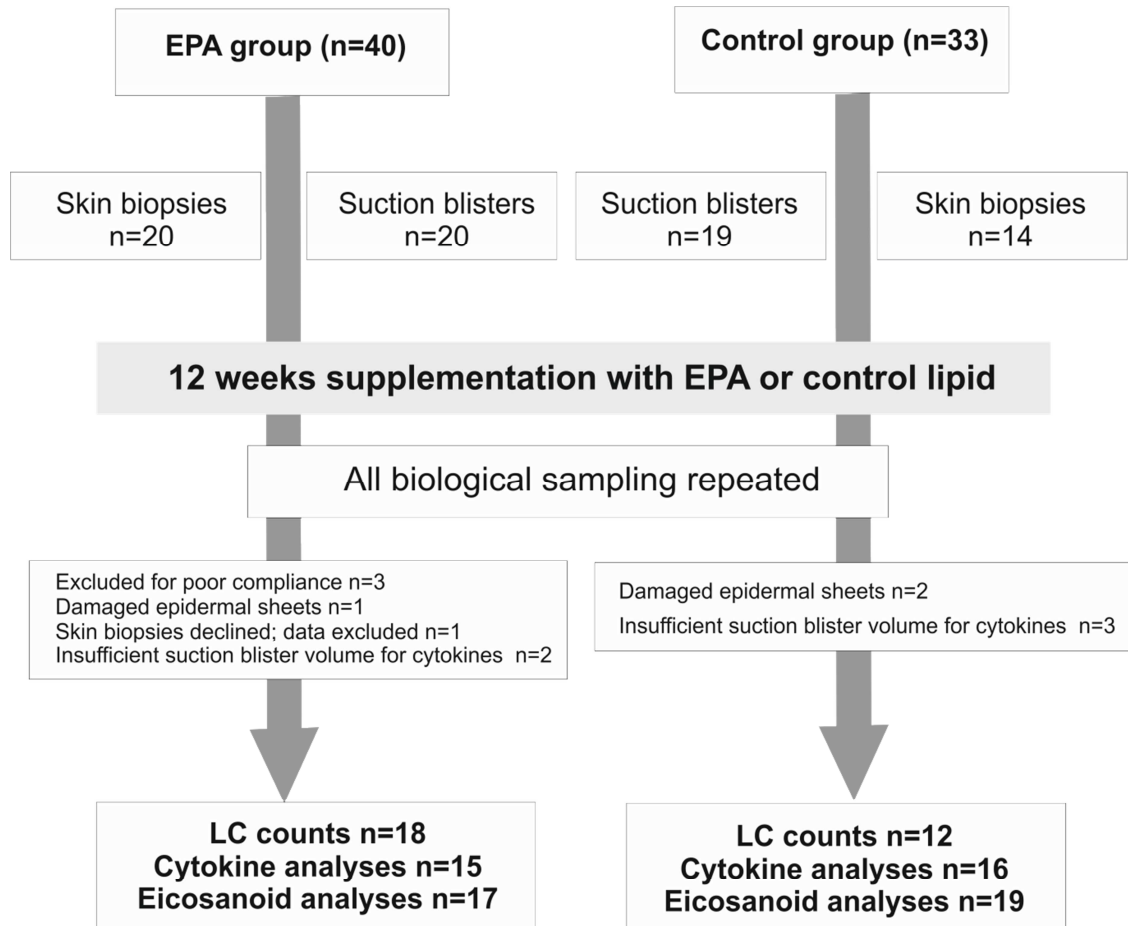 EPA group (n=40)
Control group (n=33)
Skin biopsies
n=20
Suction blisters
n=20
Suction blisters
n=19
Skin biopsies
n=14
12 weeks supplementation with EPA or control lipid
All biological sampling repeated
Excluded for poor compliance n=3
Damaged epidermal sheets n=1
Skin biopsies declined; data excluded n=1
Insufficient suction blister volume for cytokines n=2
Damaged epidermal sheets n=2
Insufficient suction blister volume for cytokines n=3
LC counts n=18
Cytokine analyses n=15
Eicosanoid analyses n=17
LC counts n=12
Cytokine analyses n=16
Eicosanoid analyses n=19